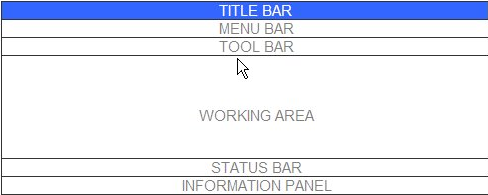 TITLE BAR
MENU BAR
TOOL BAR
WORKING AREA
STATUS BAR
INFORMATION PANEL